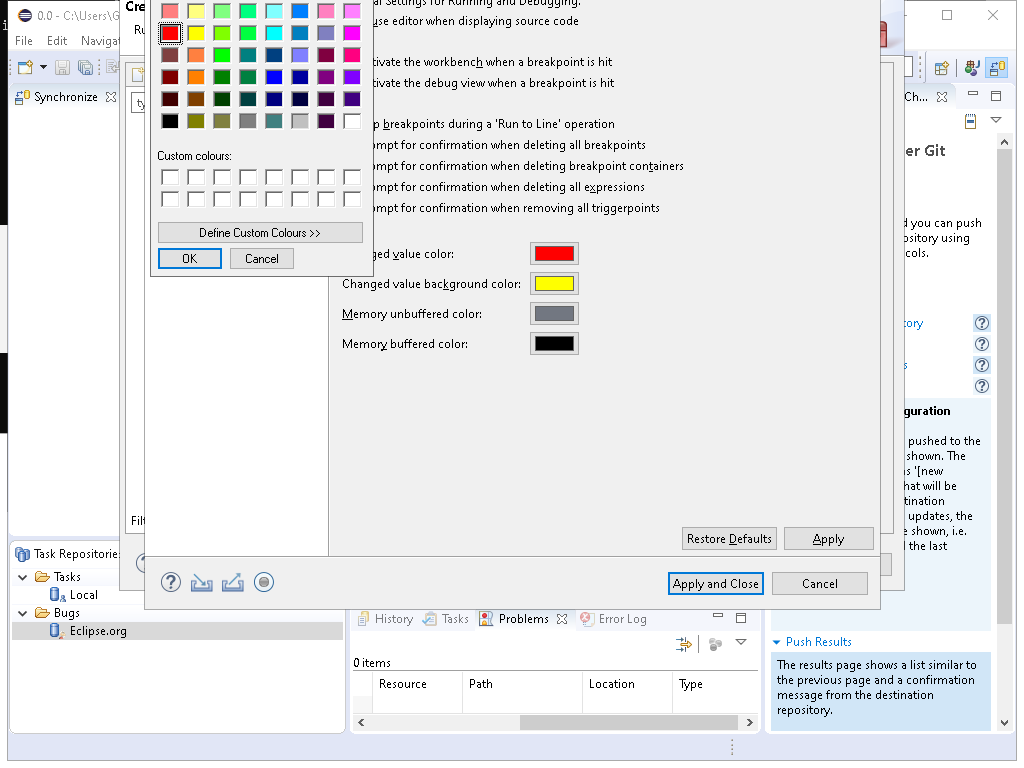 0.0 - C:\Users\G
File Edit Naviga
Synchronize
Cre
Ru
al Settings for Running and Debugging.
use editor when displaying source code
tivate the workbench when a breakpoint is hit
tivate the debug view when a breakpoint is hit
p breakpoints during a 'Run to Line' operation
ompt for confirmation when deleting all breakpoints
ompt for confirmation when deleting breakpoint containers
ompt for confirmation when deleting all expressions
ompt for confirmation when removing all triggerpoints
Custom colours:
Define Custom Colours >>
OK Cancel
ged value color:
Changed value background color:
Memory unbuffered color:
Memory buffered color:
Restore Defaults Apply
Apply and Close Cancel
ty
Filt
Ch...
er Git
d you can push
ository using
cols.
ory
s
guration
pushed to the
shown. The
s '[new
hat will be
tination
updates, the
e shown, i.e.
d the last
Push Results
The results page shows a list similar to
the previous page and a confirmation
message from the destination
repository.
Task Repositorie
Tasks
Local
Bugs
Eclipse.org
History Tasks Problems Error Log
0 items
Resource Path Location Type